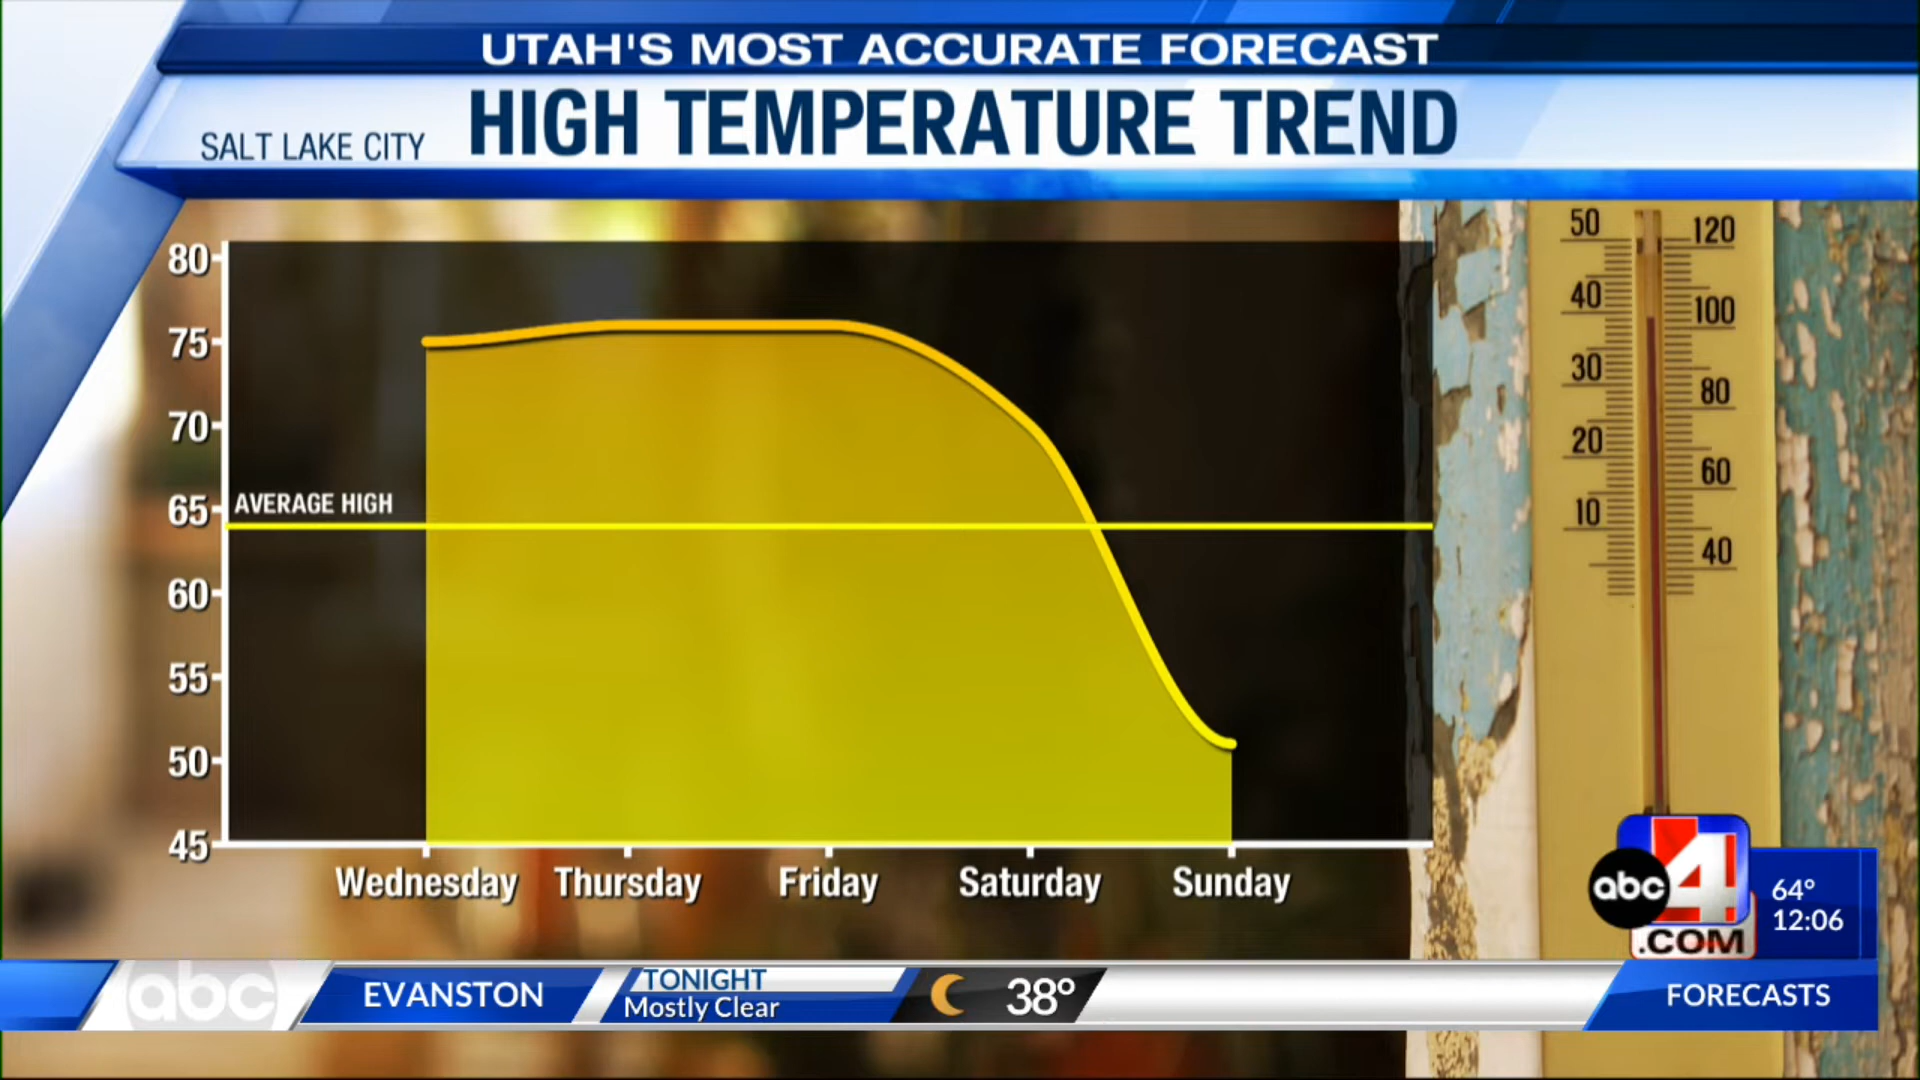 UTAH'S MOST ACCURATE FORECAST
SALT LAKE CITY HIGH TEMPERATURE TREND
80
75
70
65
60
55
50
45
AVERAGE HIGH
Wednesday Thursday Friday Saturday Sunday
50 120
40 100
30 80
20 60
10 40
abc 4
.COM
64°
12:06
abc EVANSTON
TONIGHT
Mostly Clear
38°
FORECASTS